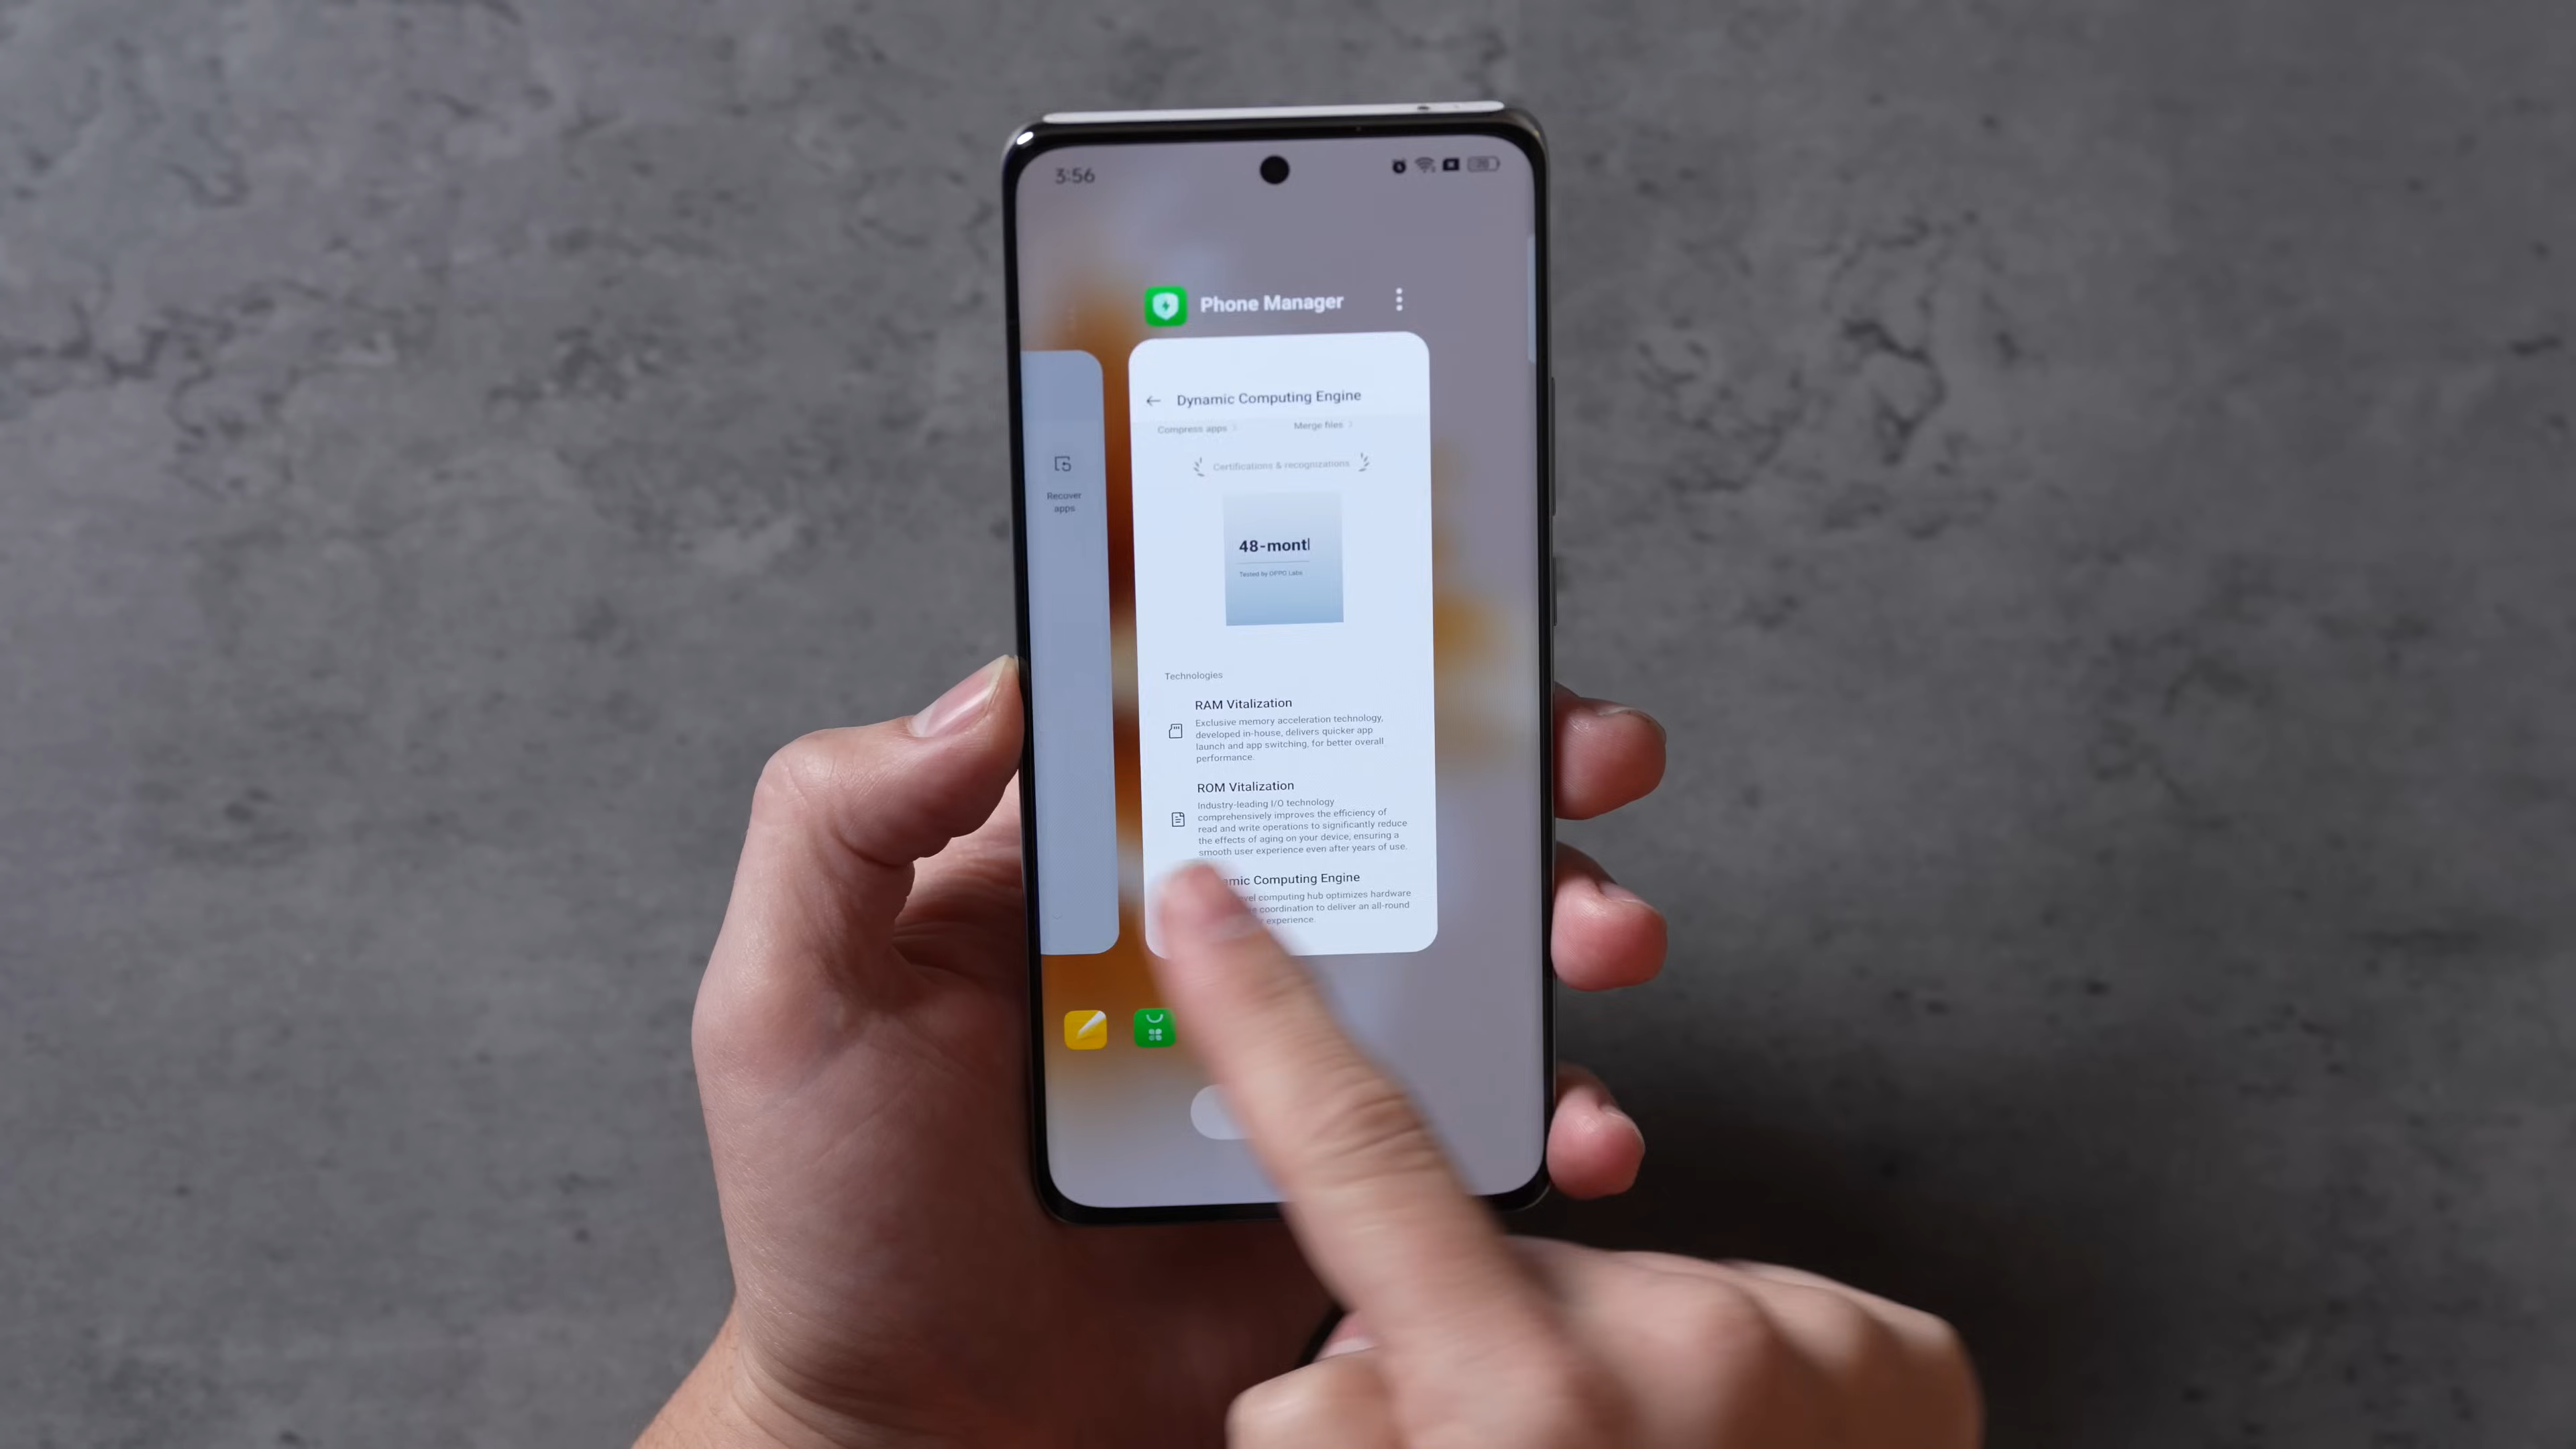 3:56
Phone Manager
Dynamic Computing Engine
Compress apps
Merge files
Certifications & recognizations
Recover
apps
48-mont
Tested by OPPO Labs
Technologies
RAM Vitalization
Exclusive memory acceleration technology,
developed in-house, delivers quicker app
launch and app switching, for better overall
performance.
ROM Vitalization
Industry-leading I/O technology
comprehensively improves the efficiency of
read and write operations to significantly reduce
the effects of aging on your device, ensuring a
smooth user experience even after years of use.
mic Computing Engine
vel computing hub optimizes hardware
coordination to deliver an all-round
experience.